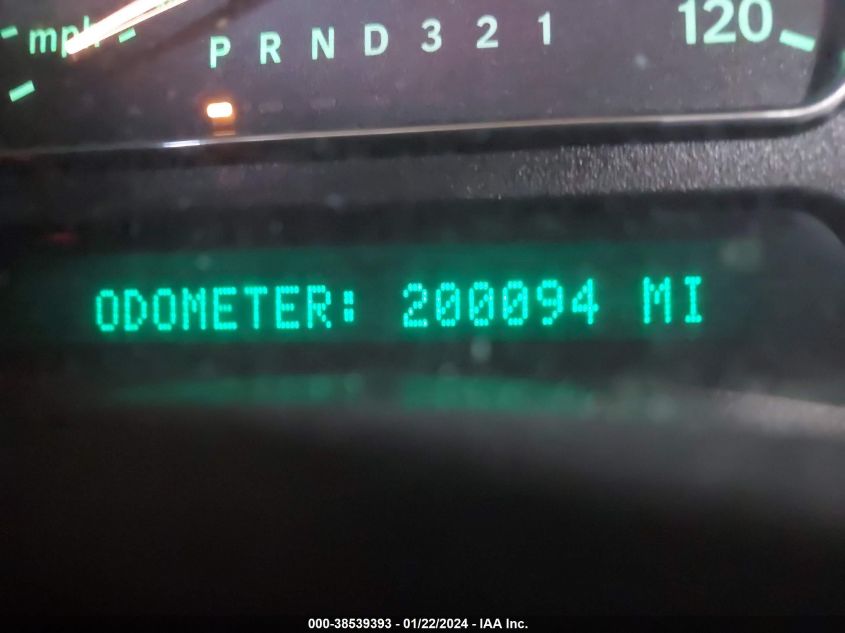 mph P R N D 3 2 1 120
ODOMETER: 200094 MI
000-38539393 - 01/22/2024 - IAA Inc.